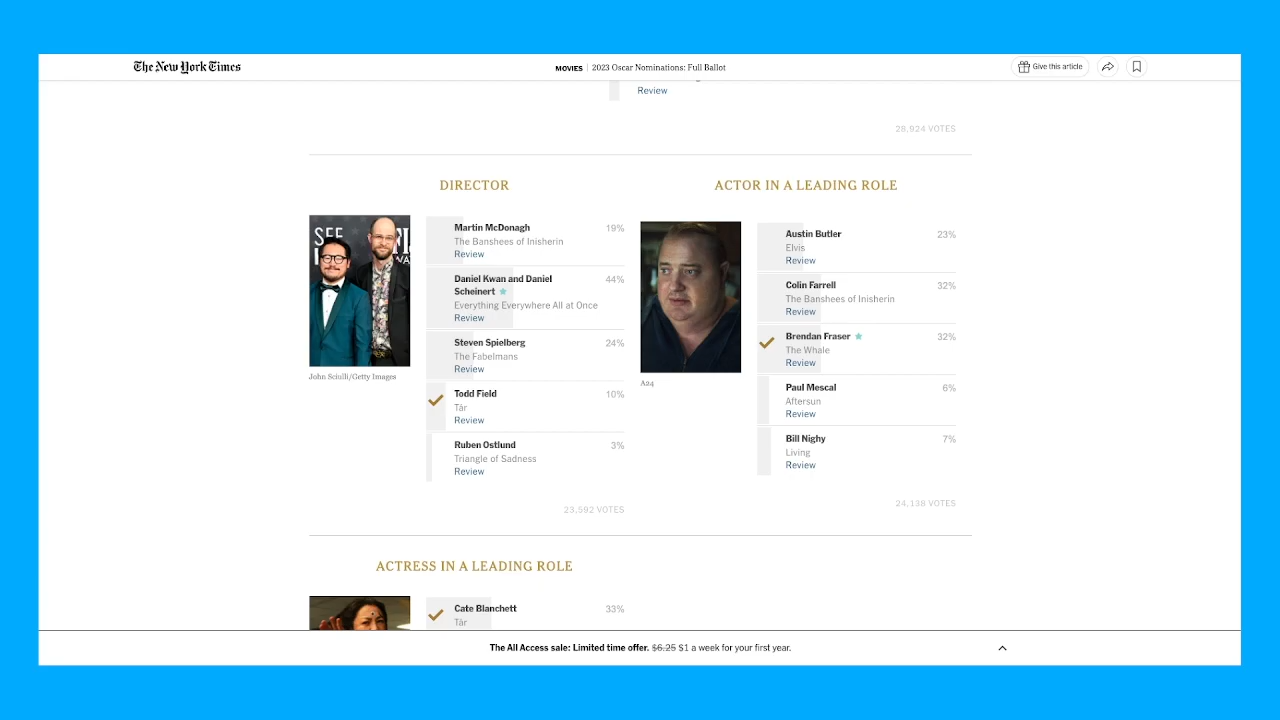 The New York Times
MOVIES | 2023 Oscar Nominations: Full Ballot
Give this article
Review
28,924 VOTES
DIRECTOR
SEE
John Sciulli/Getty Images
Martin McDonagh 19%
The Banshees of Inisherin
Review
Daniel Kwan and Daniel 44%
Scheinert
Everything Everywhere All at Once
Review
Steven Spielberg 24%
The Fabelmans
Review
Todd Field 10%
Tár
Review
Ruben Ostlund 3%
Triangle of Sadness
Review
23,592 VOTES
ACTOR IN A LEADING ROLE
A24
Austin Butler 23%
Elvis
Review
Colin Farrell 32%
The Banshees of Inisherin
Review
Brendan Fraser 32%
The Whale
Review
Paul Mescal 6%
Aftersun
Review
Bill Nighy 7%
Living
Review
24,138 VOTES
ACTRESS IN A LEADING ROLE
Cate Blanchett 33%
Tár
The All Access sale: Limited time offer. $6.25 $1 a week for your first year.